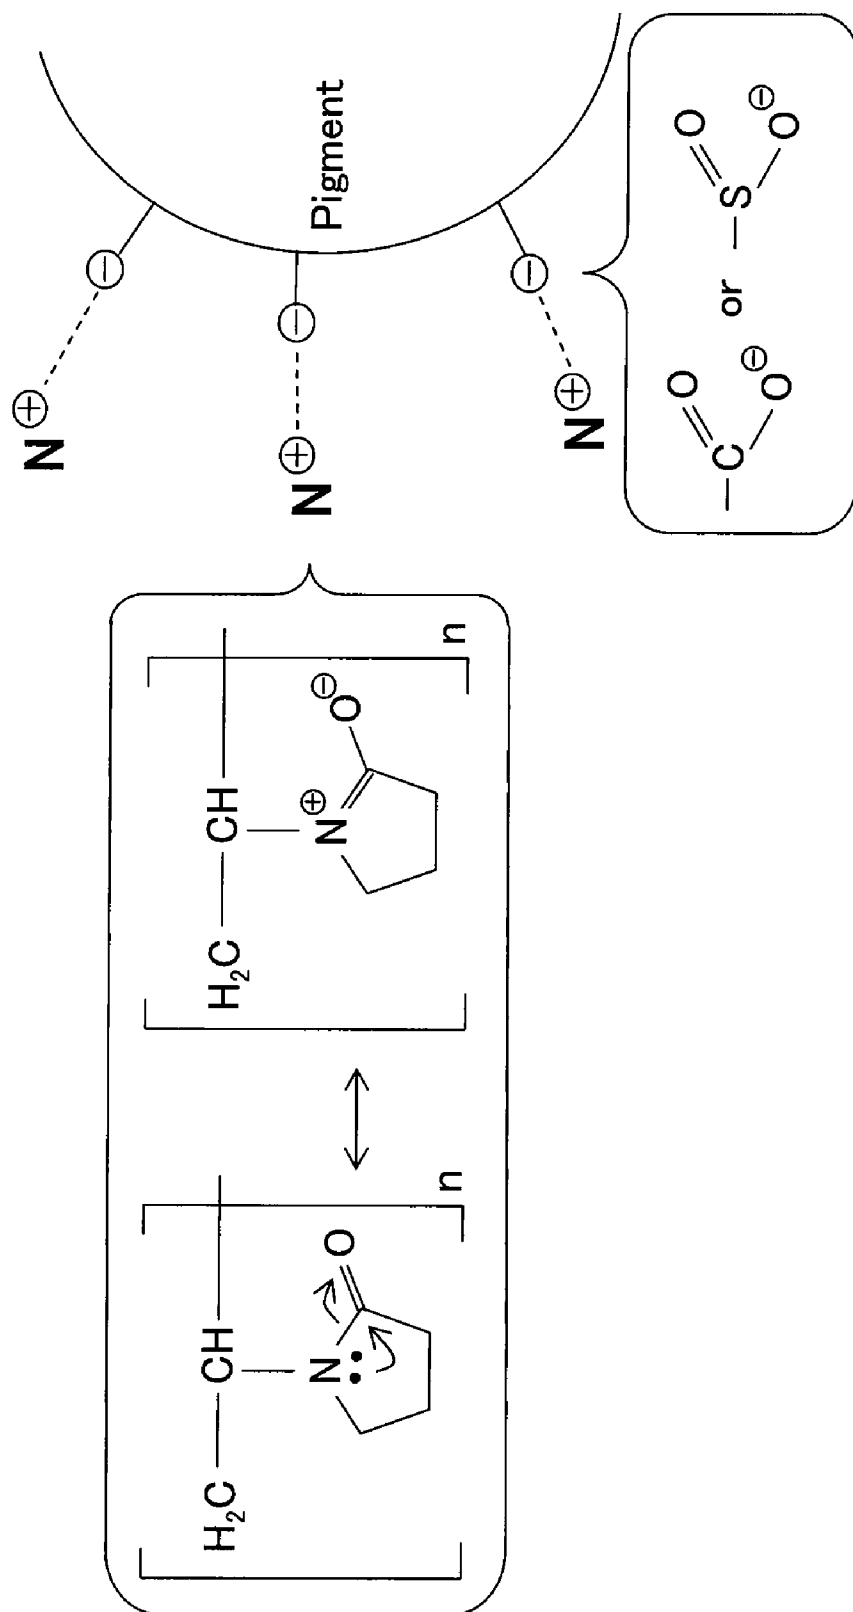 H₂C — CH
N
O
n
H₂C — CH
N ⊕
O ⊖
n
N ⊕ ⊖
N ⊕ ⊖
N ⊕ ⊖
Pigment
C
O
O ⊖
or
S
O
O ⊖